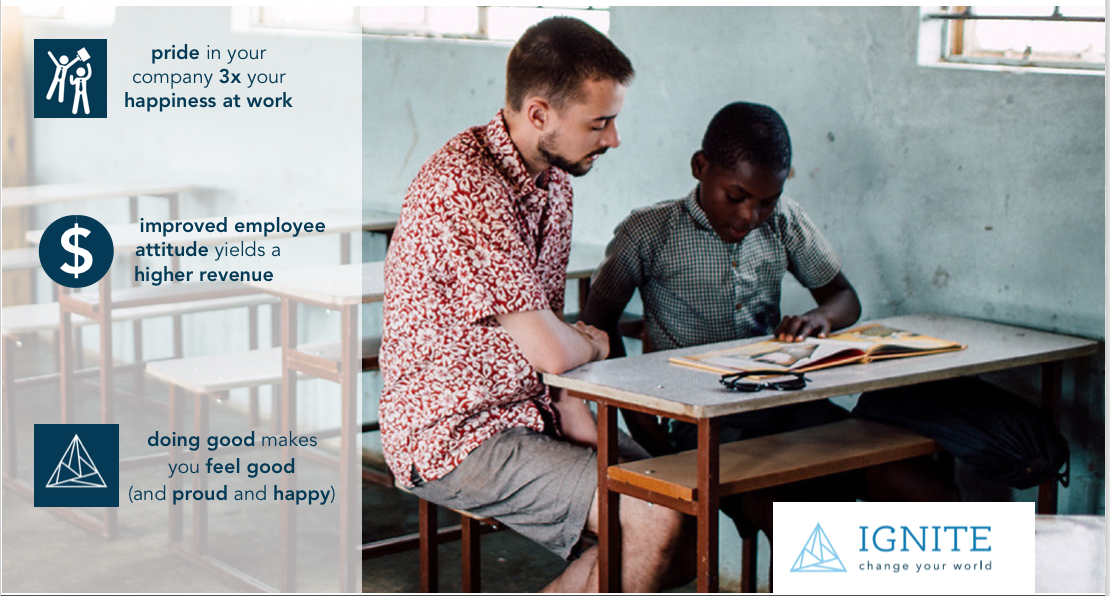 pride in your
company 3x your
happiness at work
$
improved employee
attitude yields a
higher revenue
doing good makes
you feel good
(and proud and happy)
IGNITE
change your world